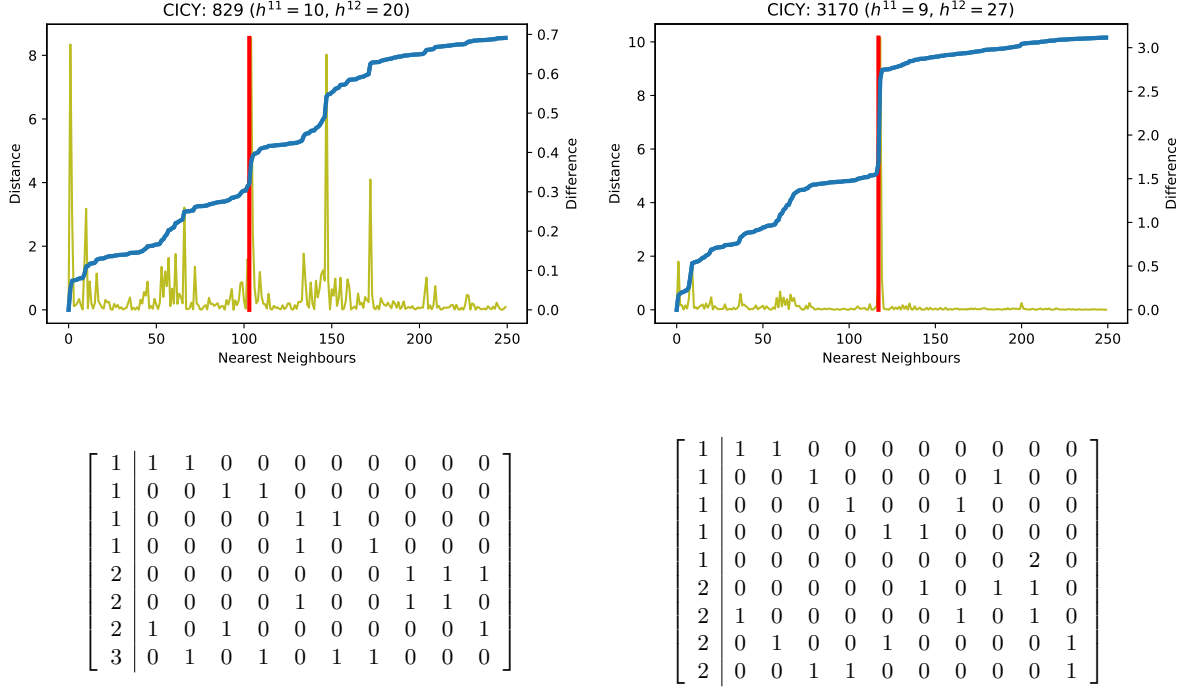 CICY: 829 (h¹¹ = 10, h¹² = 20)
Distance
8
6
4
2
0
0 50 100 150 200 250
Nearest Neighbours
0.7
0.6
0.5
0.4
0.3
0.2
0.1
0.0
Difference
CICY: 3170 (h¹¹ = 9, h¹² = 27)
Distance
10
8
6
4
2
0
0 50 100 150 200 250
Nearest Neighbours
3.0
2.5
2.0
1.5
1.0
0.5
0.0
Difference
1 | 1 1 0 0 0 0 0 0 0 0
1 | 0 0 1 1 0 0 0 0 0 0
1 | 0 0 0 0 1 1 0 0 0 0
1 | 0 0 0 0 1 0 1 0 0 0
2 | 0 0 0 0 0 0 0 1 1 1
2 | 0 0 0 0 1 0 0 1 1 0
2 | 1 0 1 0 0 0 0 0 0 1
3 | 0 1 0 1 0 1 1 0 0 0
1 | 1 1 0 0 0 0 0 0 0 0
1 | 0 0 1 0 0 0 0 1 0 0
1 | 0 0 0 1 0 0 1 0 0 0
1 | 0 0 0 0 1 1 0 0 0 0
1 | 0 0 0 0 0 0 0 0 2 0
2 | 0 0 0 0 0 1 0 1 1 0
2 | 1 0 0 0 0 0 1 0 1 0
2 | 0 1 0 0 1 0 0 0 0 1
2 | 0 0 1 1 0 0 0 0 0 1